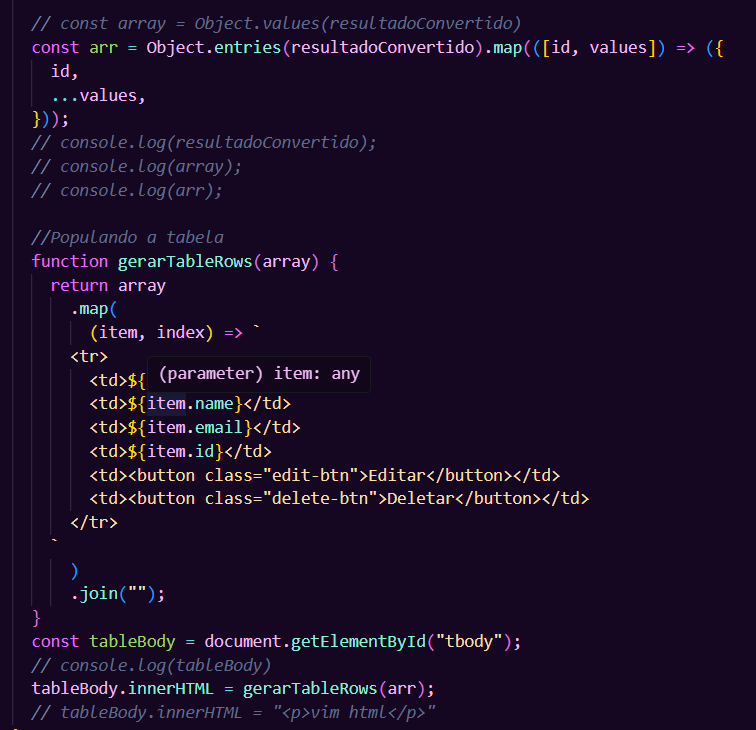 // const array = Object.values(resultadoConvertido)
const arr = Object.entries(resultadoConvertido).map(([id, values]) => ({
  id,
  ...values,
}));
// console.log(resultadoConvertido);
// console.log(array);
// console.log(arr);

//Populando a tabela
function gerarTableRows(array) {
  return array
    .map(
      (item, index) => `
    <tr>
(parameter) item: any
      <td>${
      <td>${item.name}</td>
      <td>${item.email}</td>
      <td>${item.id}</td>
      <td><button class="edit-btn">Editar</button></td>
      <td><button class="delete-btn">Deletar</button></td>
    </tr>
  `
    )
    .join("");
}
const tableBody = document.getElementById("tbody");
// console.log(tableBody)
tableBody.innerHTML = gerarTableRows(arr);
// tableBody.innerHTML = "<p>vim html</p>"